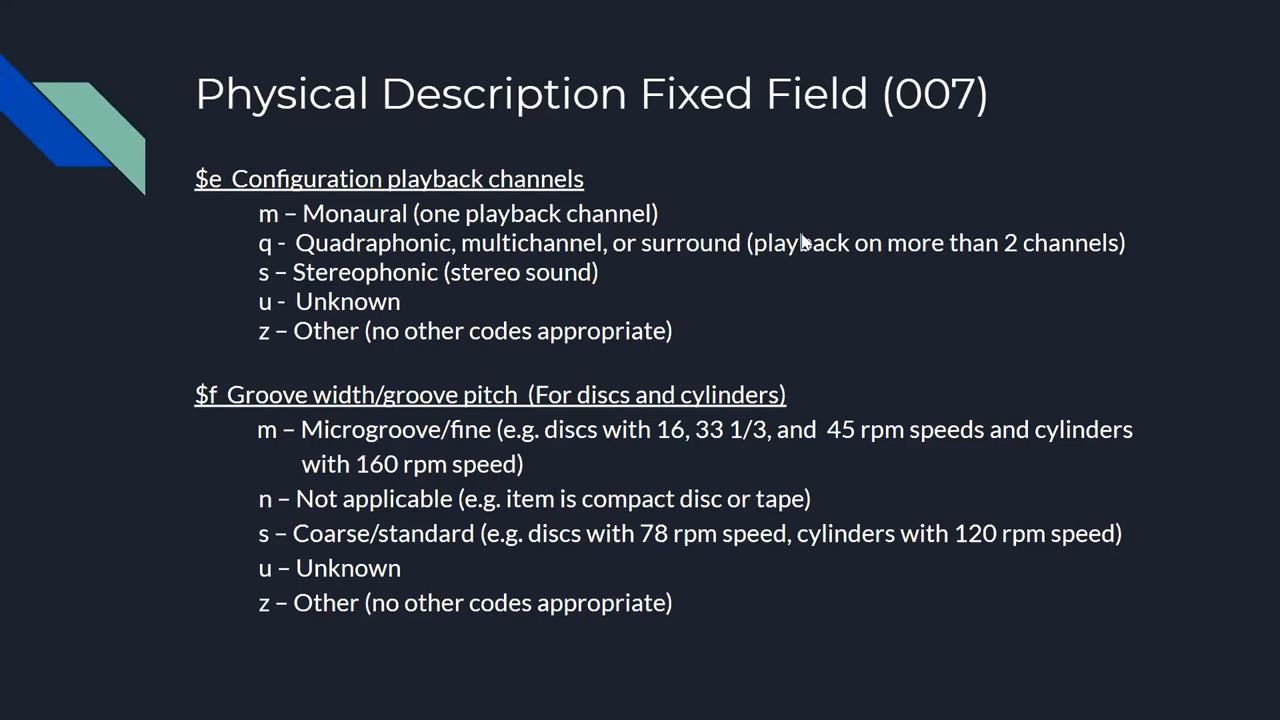 Physical Description Fixed Field (007)
$e Configuration playback channels
m – Monaural (one playback channel)
q - Quadraphonic, multichannel, or surround (playback on more than 2 channels)
s – Stereophonic (stereo sound)
u - Unknown
z – Other (no other codes appropriate)
$f Groove width/groove pitch (For discs and cylinders)
m – Microgroove/fine (e.g. discs with 16, 33 1/3, and 45 rpm speeds and cylinders
with 160 rpm speed)
n – Not applicable (e.g. item is compact disc or tape)
s – Coarse/standard (e.g. discs with 78 rpm speed, cylinders with 120 rpm speed)
u – Unknown
z – Other (no other codes appropriate)